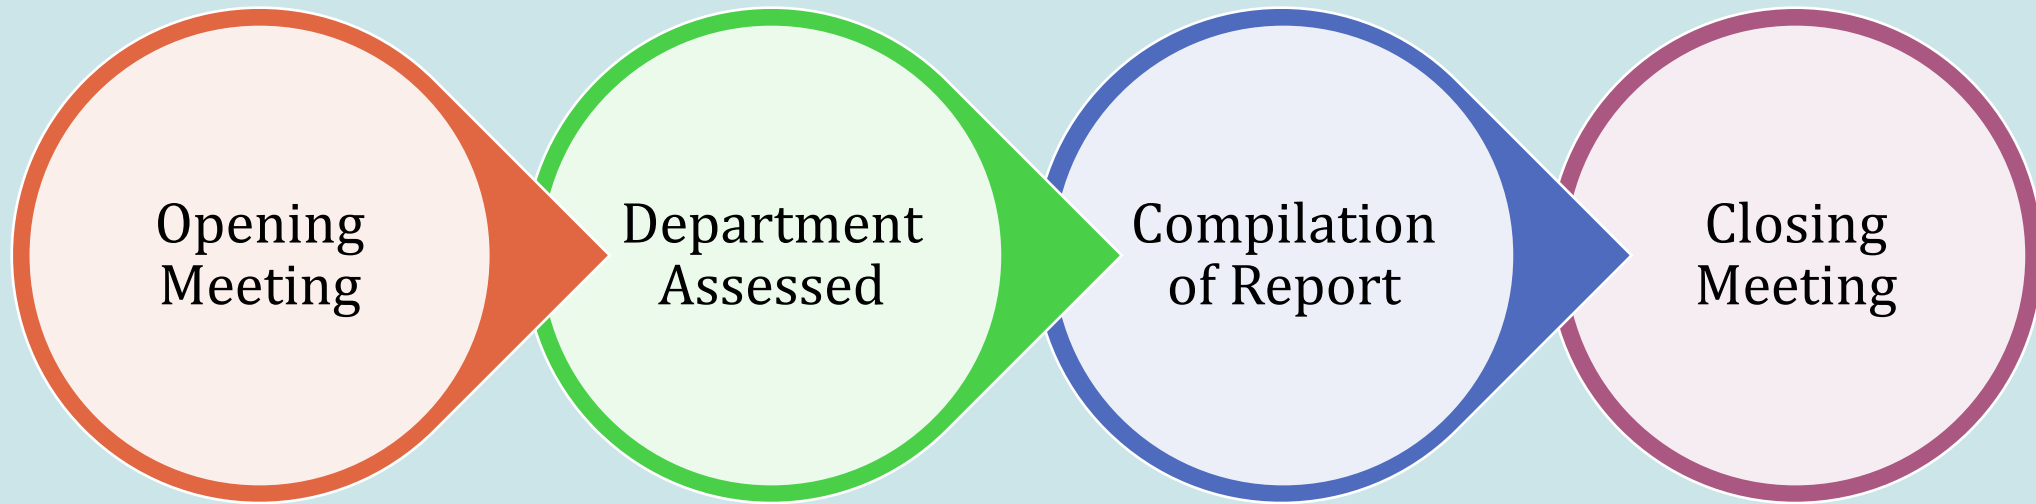 Opening
Meeting
Department
Assessed
Compilation
of Report
Closing
Meeting